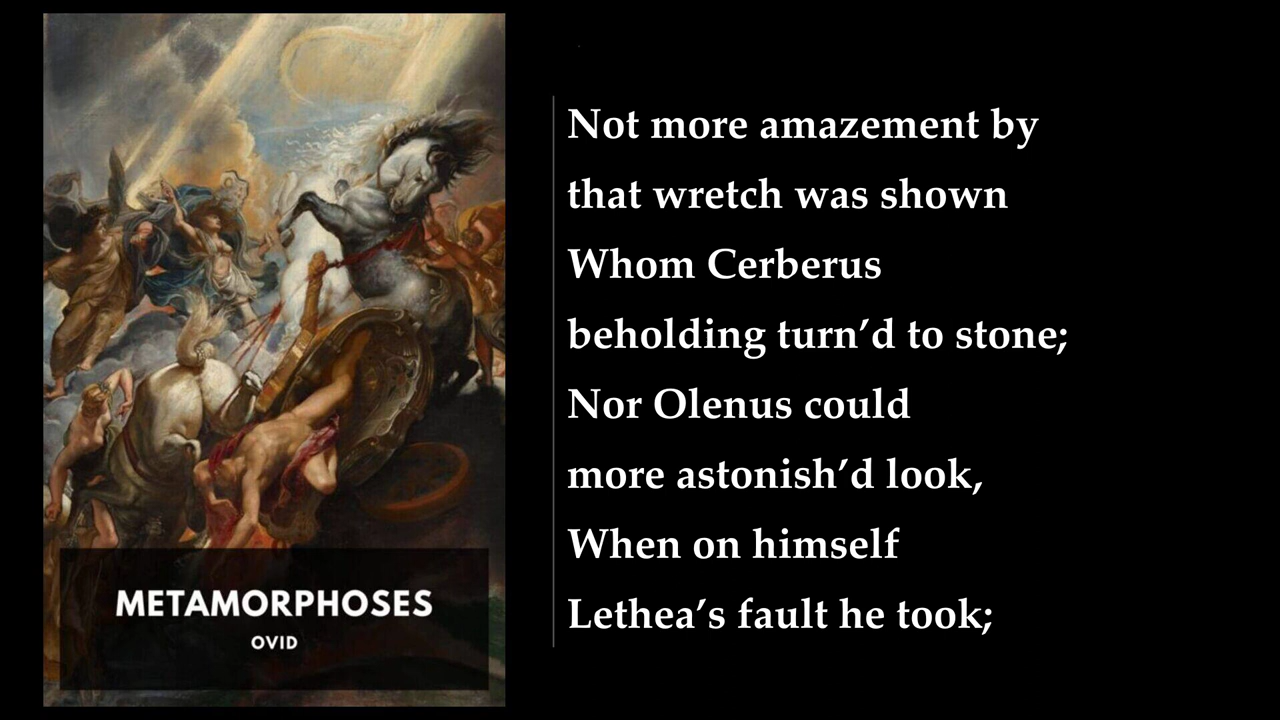 METAMORPHOSES
OVID
Not more amazement by
that wretch was shown
Whom Cerberus
beholding turn’d to stone;
Nor Olenus could
more astonish’d look,
When on himself
Lethea’s fault he took;